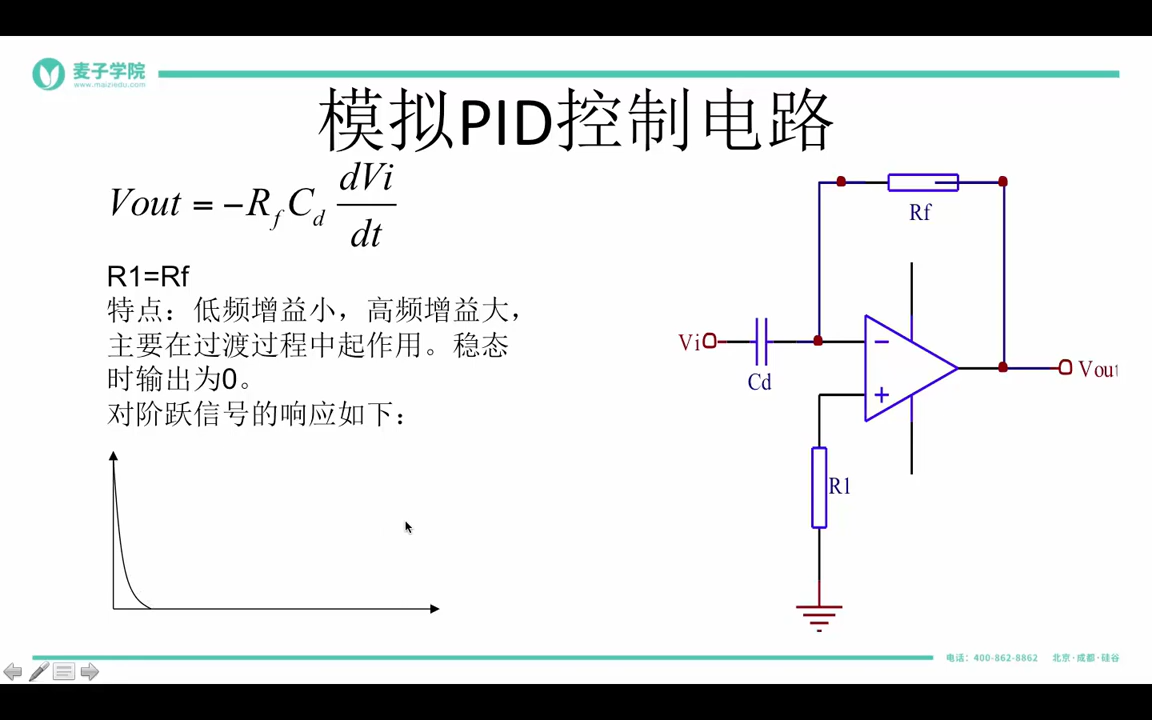 麦子学院
www.maiziedu.com
模拟PID控制电路
Vout = −R_f C_d dVi/dt
R1=Rf
特点：低频增益小，高频增益大，
主要在过渡过程中起作用。稳态
时输出为0。
对阶跃信号的响应如下：
Rf
Vi
Cd
−
+
Vout
R1
电话：400-862-8862 北京·成都·硅谷